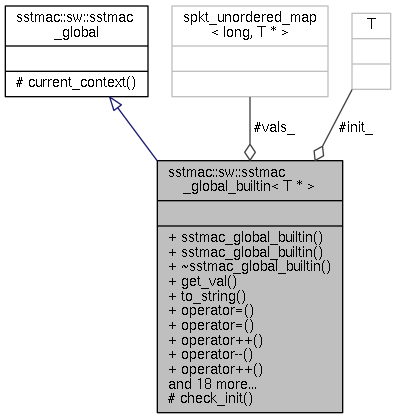 sstmac::sw::sstmac
_global
# current_context()
spkt_unordered_map
< long, T * >
T
#vals_
#init_
sstmac::sw::sstmac
_global_builtin< T * >
+ sstmac_global_builtin()
+ sstmac_global_builtin()
+ ~sstmac_global_builtin()
+ get_val()
+ to_string()
+ operator=()
+ operator=()
+ operator++()
+ operator--()
+ operator++()
and 18 more...
# check_init()